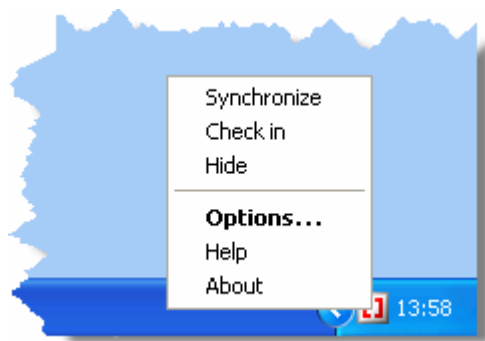 Synchronize
Check in
Hide
Options...
Help
About
13:58